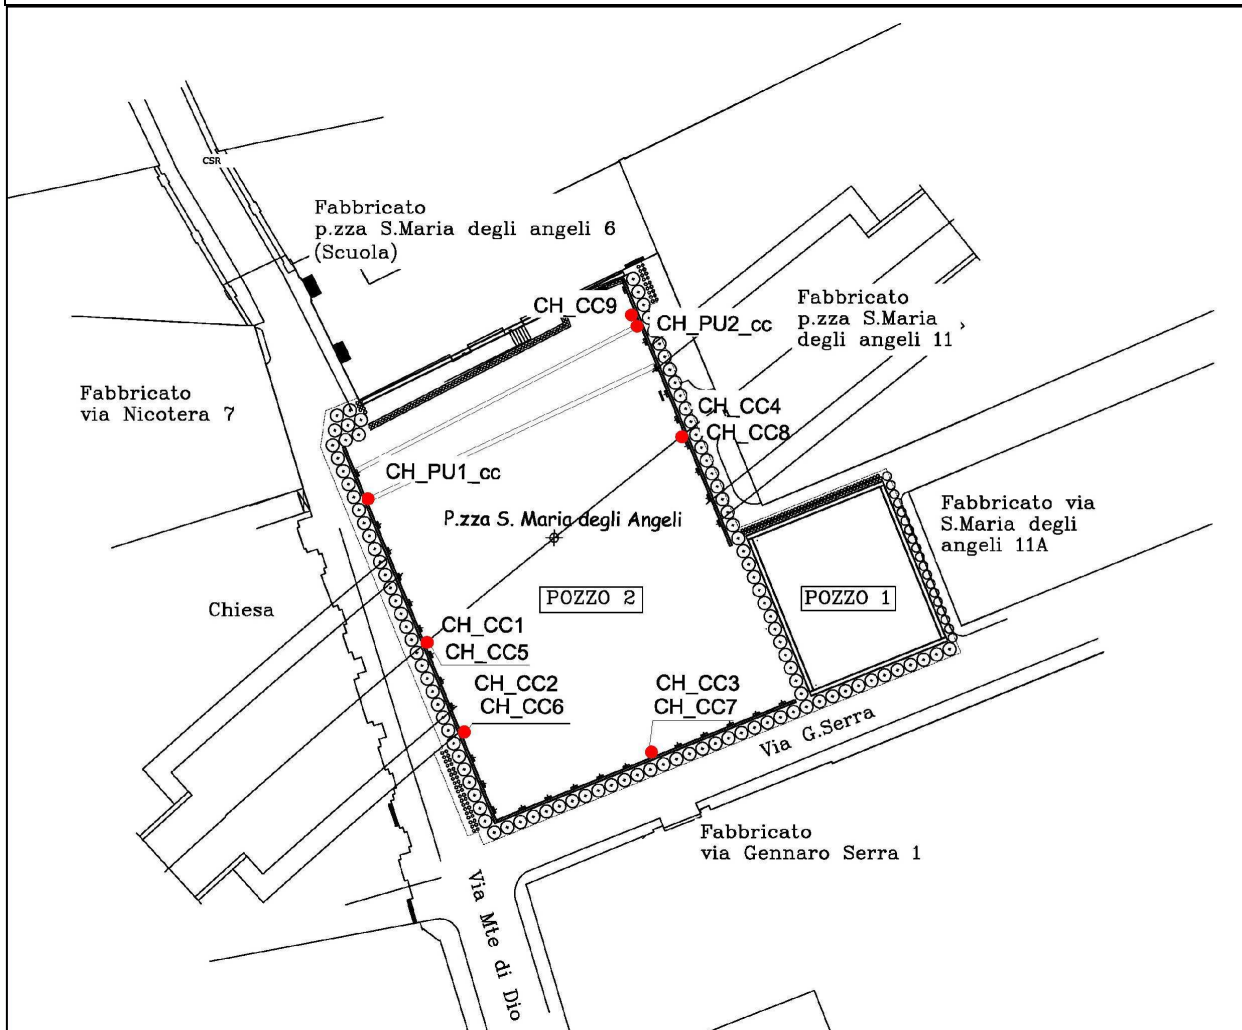 CSR
Fabbricato
p.zza S.Maria degli angeli 6
(Scuola)
CH_CC9
CH_PU2_cc
Fabbricato
p.zza S.Maria
degli angeli 11
Fabbricato
via Nicotera 7
CH_CC4
CH_CC8
CH_PU1_cc
P.zza S. Maria degli Angeli
Fabbricato via
S.Maria degli
angeli 11A
POZZO 2
POZZO 1
Chiesa
CH_CC1
CH_CC5
CH_CC2
CH_CC6
CH_CC3
CH_CC7
Via G.Serra
Fabbricato
via Gennaro Serra 1
Via Mte di Dio